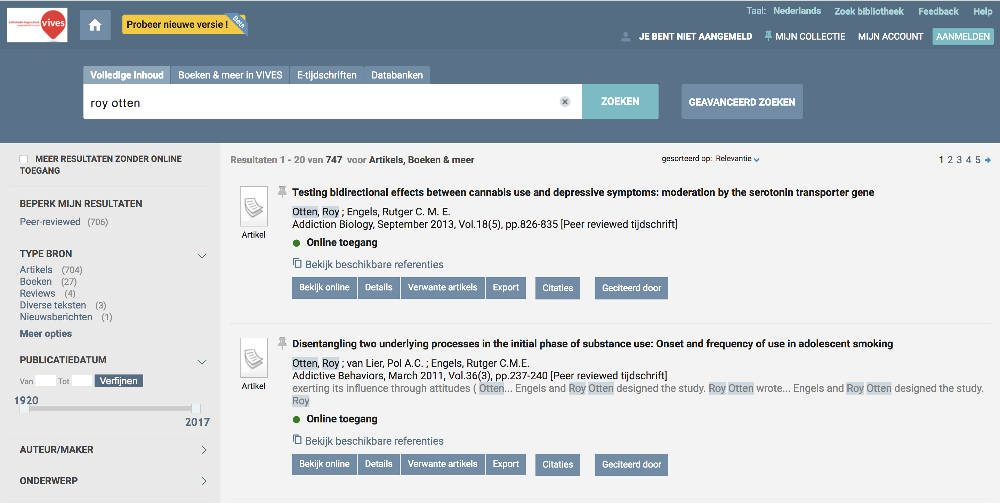 katholieke hogeschool
associatie KU Leuven
vives
Probeer nieuwe versie !
Beta
Taal: Nederlands Zoek bibliotheek Feedback Help
JE BENT NIET AANGEMELD MIJN COLLECTIE MIJN ACCOUNT AANMELDEN
Volledige inhoud Boeken & meer in VIVES E-tijdschriften Databanken
roy otten
ZOEKEN
GEAVANCEERD ZOEKEN
MEER RESULTATEN ZONDER ONLINE
TOEGANG
BEPERK MIJN RESULTATEN
Peer-reviewed (706)
TYPE BRON
Artikels (704)
Boeken (27)
Reviews (4)
Diverse teksten (3)
Nieuwsberichten (1)
Meer opties
PUBLICATIEDATUM
Van Tot Verfijnen
1920
2017
AUTEUR/MAKER
ONDERWERP
Resultaten 1 - 20 van 747 voor Artikels, Boeken & meer
gesorteerd op: Relevantie
1 2 3 4 5
Artikel
Testing bidirectional effects between cannabis use and depressive symptoms: moderation by the serotonin transporter gene
Otten, Roy ; Engels, Rutger C. M. E.
Addiction Biology, September 2013, Vol.18(5), pp.826-835 [Peer reviewed tijdschrift]
Online toegang
Bekijk beschikbare referenties
Bekijk online Details Verwante artikels Export Citaties Geciteerd door
Artikel
Disentangling two underlying processes in the initial phase of substance use: Onset and frequency of use in adolescent smoking
Otten, Roy ; van Lier, Pol A.C. ; Engels, Rutger C.M.E.
Addictive Behaviors, March 2011, Vol.36(3), pp.237-240 [Peer reviewed tijdschrift]
exerting its influence through attitudes ( Otten... Engels and Roy Otten designed the study. Roy Otten wrote... Engels and Roy Otten designed the study.
Roy
Online toegang
Bekijk beschikbare referenties
Bekijk online Details Verwante artikels Export Citaties Geciteerd door